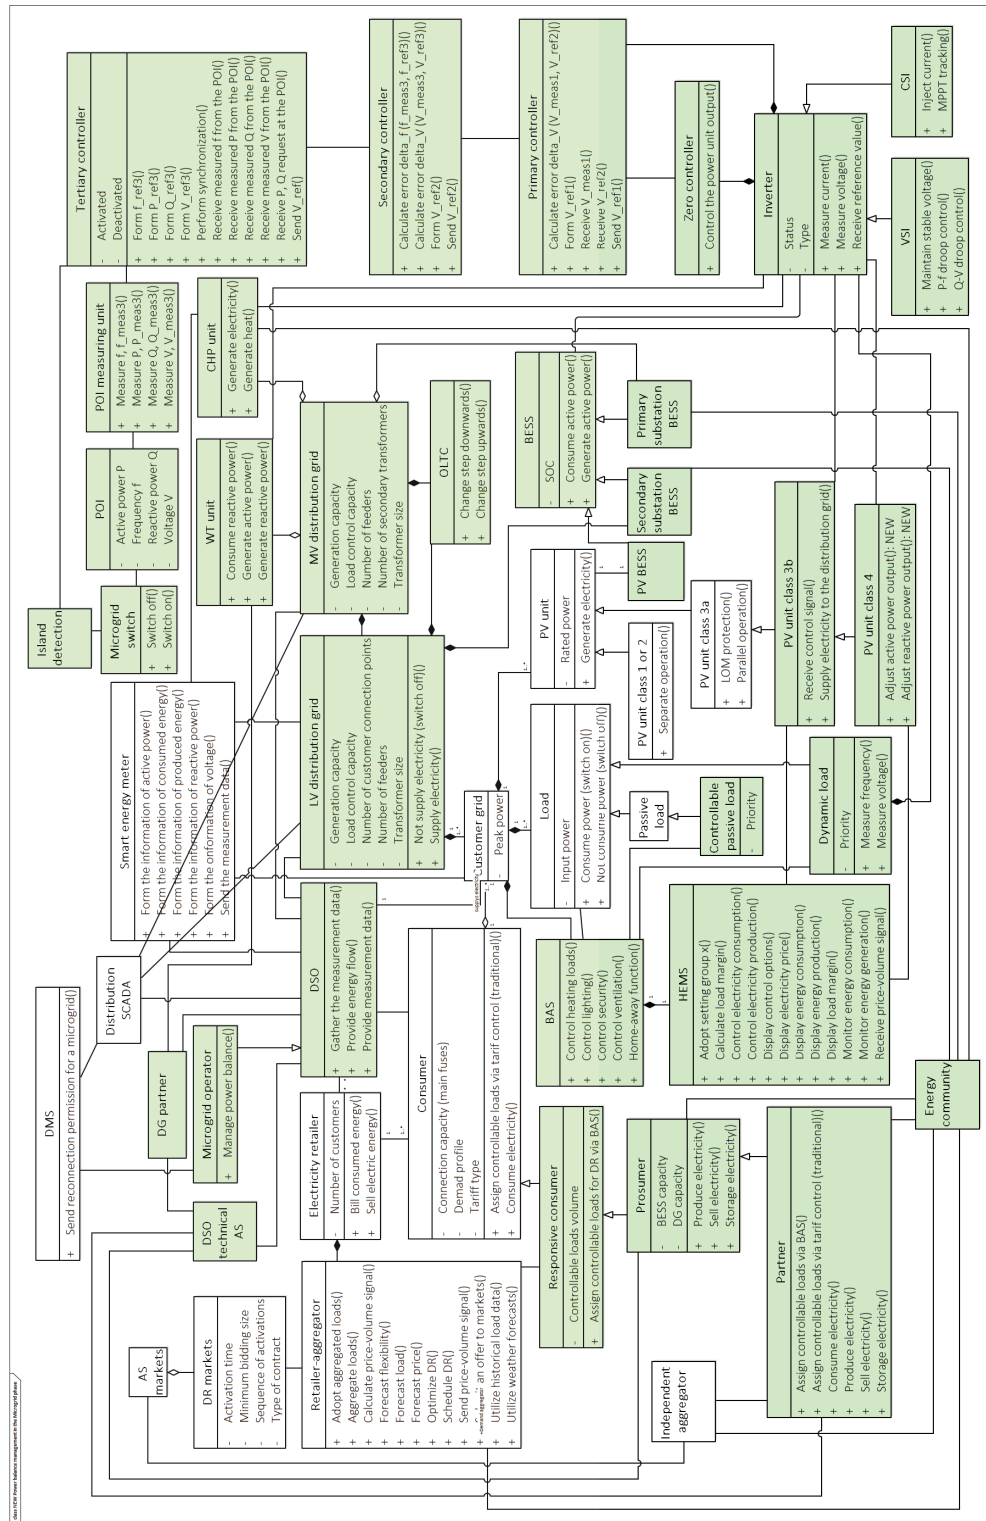 class NEW Power balance management in the Microgrid phase
DMS
+ Send reconnection permission for a microgrid()
Distribution
SCADA
Smart energy meter
+ Form the information of active power()
+ Form the information of consumed energy()
+ Form the information of produced energy()
+ Form the information of reactive power()
+ Form the onformation of voltage()
+ Send the measurement data()
Island
detection
Microgrid
switch
+ Switch off()
+ Switch on()
POI
- Active power P
- Frequency f
- Reactive power Q
- Voltage V
POI measuring unit
+ Measure f, f_meas3()
+ Measure P, P_meas3()
+ Measure Q, Q_meas3()
+ Measure V, V_meas3()
Tertiary controller
- Activated
- Deactivated
+ Form f_ref3()
+ Form P_ref3()
+ Form Q_ref3()
+ Form V_ref3()
+ Perform synchronization()
+ Receive measured f from the POI()
+ Receive measured P from the POI()
+ Receive measured Q from the POI()
+ Receive measured V from the POI()
+ Receive P, Q request at the POI()
+ Send V_ref()
AS
markets
DR markets
- Activation time
- Minimum bidding size
- Sequence of activations
- Type of contract
DSO
technical
AS
DG partner
Microgrid operator
+ Manage power balance()
WT unit
+ Consume reactive power()
+ Generate active power()
+ Generate reactive power()
CHP unit
+ Generate electricity()
+ Generate heat()
Secondary controller
+ Calculate error delta_f (f_meas3, f_ref3)()
+ Calculate error delta_V (V_meas3, V_ref3)()
+ Form V_ref2()
+ Send V_ref2()
Retailer-aggregator
+ Adopt aggregated loads()
+ Aggregate loads()
+ Calculate price-volume signal()
+ Forecast flexibility()
+ Forecast load()
+ Forecast price()
+ Optimize DR()
+ Schedule DR()
+ Send price-volume signal()
an offer to markets()
+ Utilize historical load data()
+ Utilize weather forecasts()
Electricity retailer
- Number of customers
+ Bill consumed energy()
+ Sell electric energy()
DSO
+ Gather the measurement data()
+ Provide energy flow()
+ Provide measurement data()
LV distribution grid
- Generation capacity
- Load control capacity
- Number of customer connection points
- Number of feeders
- Transformer size
+ Not supply electricity (switch off)()
+ Supply electricity()
MV distribution grid
- Generation capacity
- Load control capacity
- Number of feeders
- Number of secondary transformers
- Transformer size
OLTC
+ Change step downwards()
+ Change step upwards()
Primary controller
+ Calculate error delta_V (V_meas1, V_ref2)()
+ Form V_ref1()
+ Receive V_meas1()
+ Receive V_ref2()
+ Send V_ref1()
Consumer
- Connection capacity (main fuses)
- Demad profile
- Tariff type
+ Assign controllable loads via tarif control (traditional)()
+ Consume electricity()
Customer grid
- Peak power
BESS
- SOC
+ Consume active power()
+ Generate active power()
Zero controller
+ Control the power unit output()
Responsive consumer
- Controllable loads volume
+ Assign controllable loads for DR via BAS()
BAS
+ Control heating loads()
+ Control lighting()
+ Control security()
+ Control ventilation()
+ Home-away function()
Load
- Input power
+ Consume power (switch on)()
+ Not consume power (switch off)()
PV unit
- Rated power
+ Generate electricity()
PV BESS
Secondary
substation
BESS
Primary
substation
BESS
Prosumer
- BESS capacity
- DG capacity
+ Produce electricity()
+ Sell electricity()
+ Storage electricity()
Passive
load
PV unit class 1 or 2
+ Separate operation()
PV unit class 3a
+ LOM protection()
+ Parallel operation()
Inverter
- Status
- Type
+ Measure current()
+ Measure voltage()
+ Receive reference value()
Independent
aggregator
HEMS
+ Adopt setting group x()
+ Calculate load margin()
+ Control electricity consumption()
+ Control electricity production()
+ Display control options()
+ Display electricity price()
+ Display energy consumption()
+ Display energy production()
+ Display load margin()
+ Monitor energy consumption()
+ Monitor energy generation()
+ Receive price-volume signal()
Controllable
passive load
- Priority
Dynamic load
- Priority
+ Measure frequency()
+ Measure voltage()
PV unit class 3b
+ Receive control signal()
+ Supply electricity to the distribution grid()
PV unit class 4
+ Adjust active power output(): NEW
+ Adjust reactive power output(): NEW
VSI
+ Maintain stable voltage()
+ P-f droop control()
+ Q-V droop control()
CSI
+ Inject current()
+ MPPT tracking()
Partner
+ Assign controllable loads via BAS()
+ Assign controllable loads via tarif control (traditional)()
+ Consume electricity()
+ Produce electricity()
+ Sell electricity()
+ Storage electricity()
Energy
community